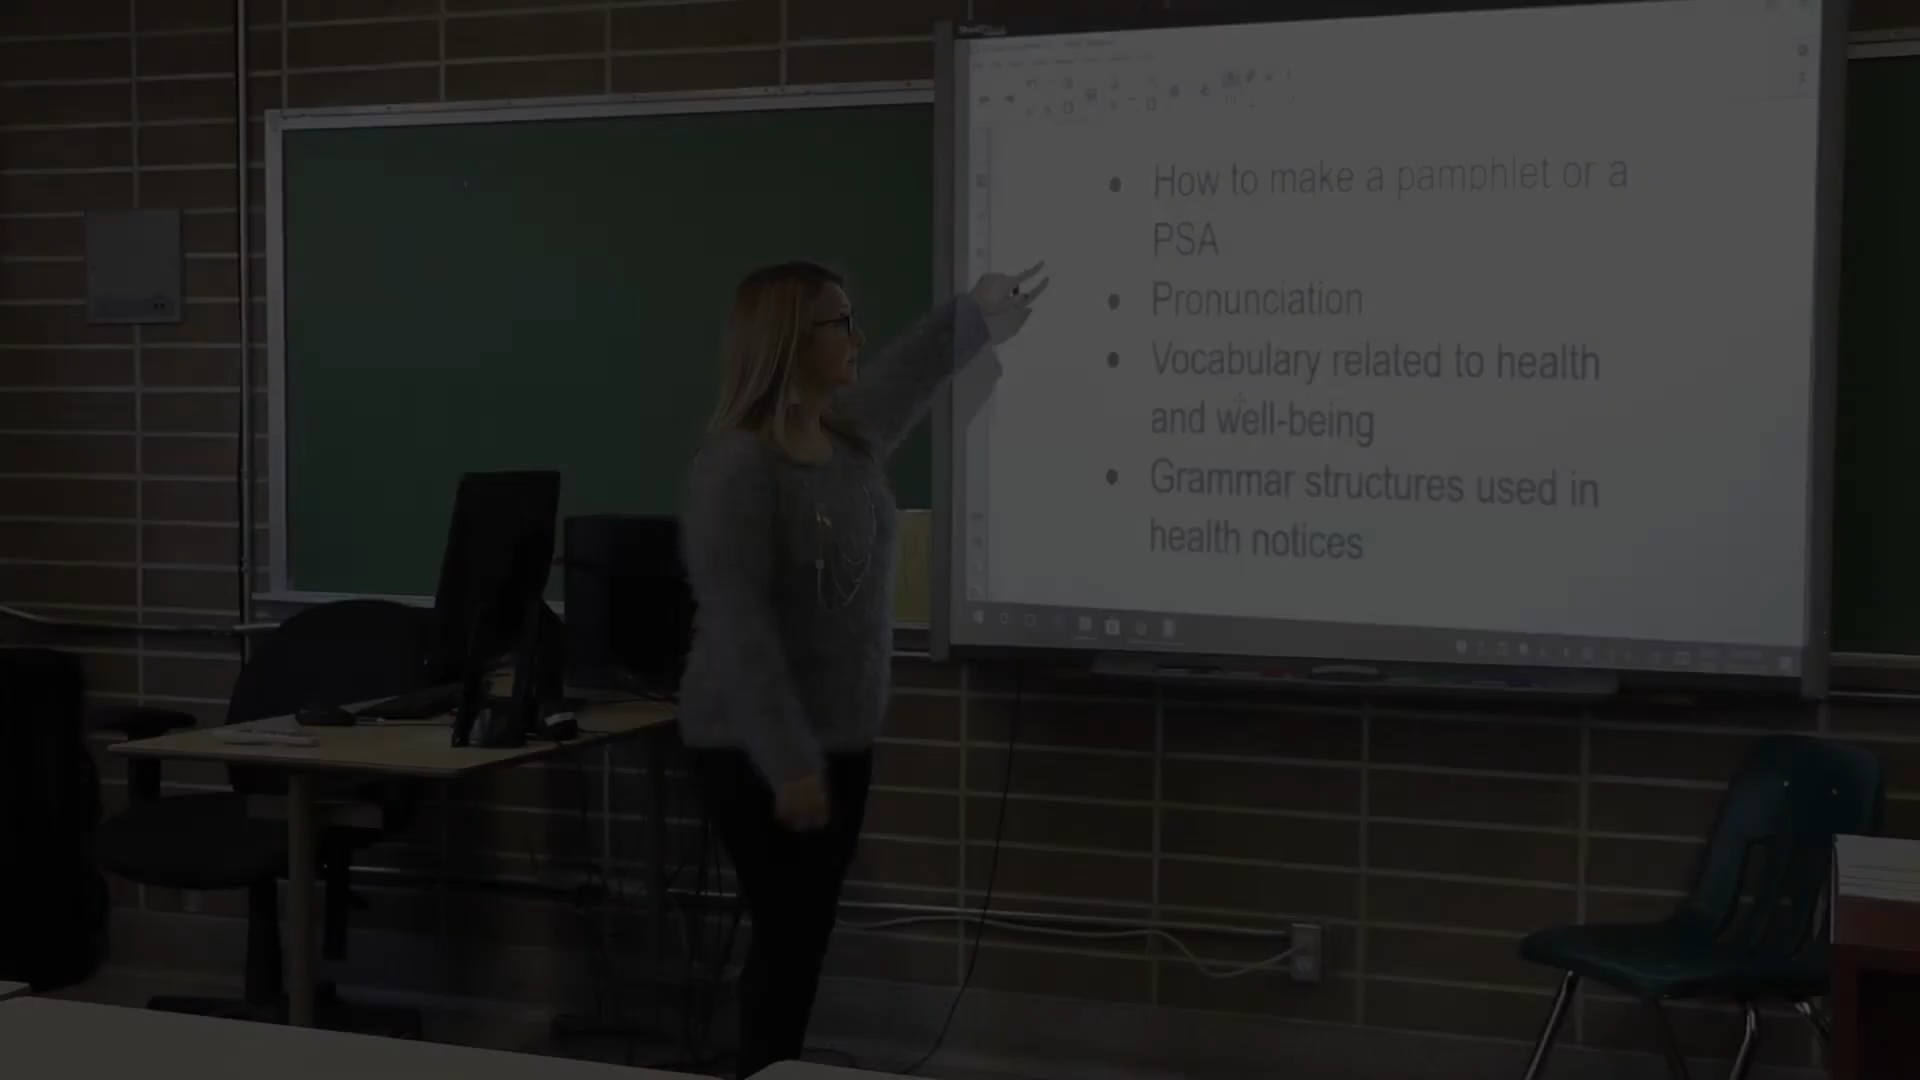 • How to make a pamphlet or a
PSA
• Pronunciation
• Vocabulary related to health
and well-being
• Grammar structures used in
health notices